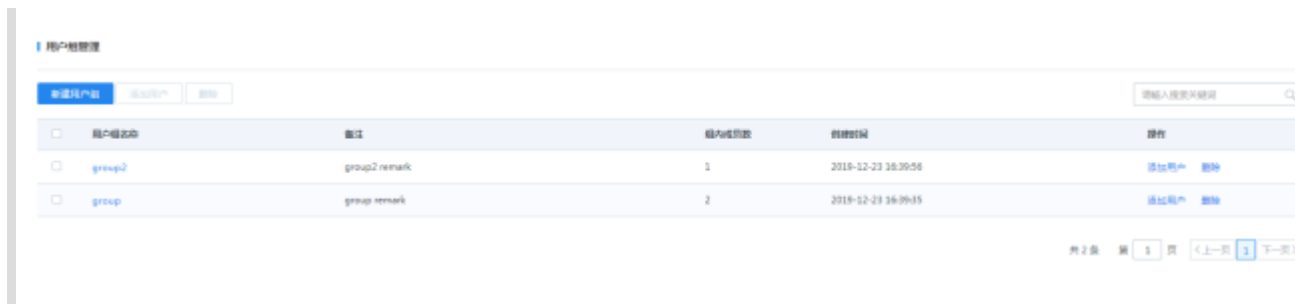 用户组管理
新建用户组 添加用户 删除
请输入搜索关键词
用户组名称 备注 组内成员数 创建时间 操作
group2 group2 remark 1 2019-12-23 16:39:56 添加用户 删除
group group remark 2 2019-12-23 16:39:35 添加用户 删除
共 2 条 第 1 页 <上一页 1 下一页>